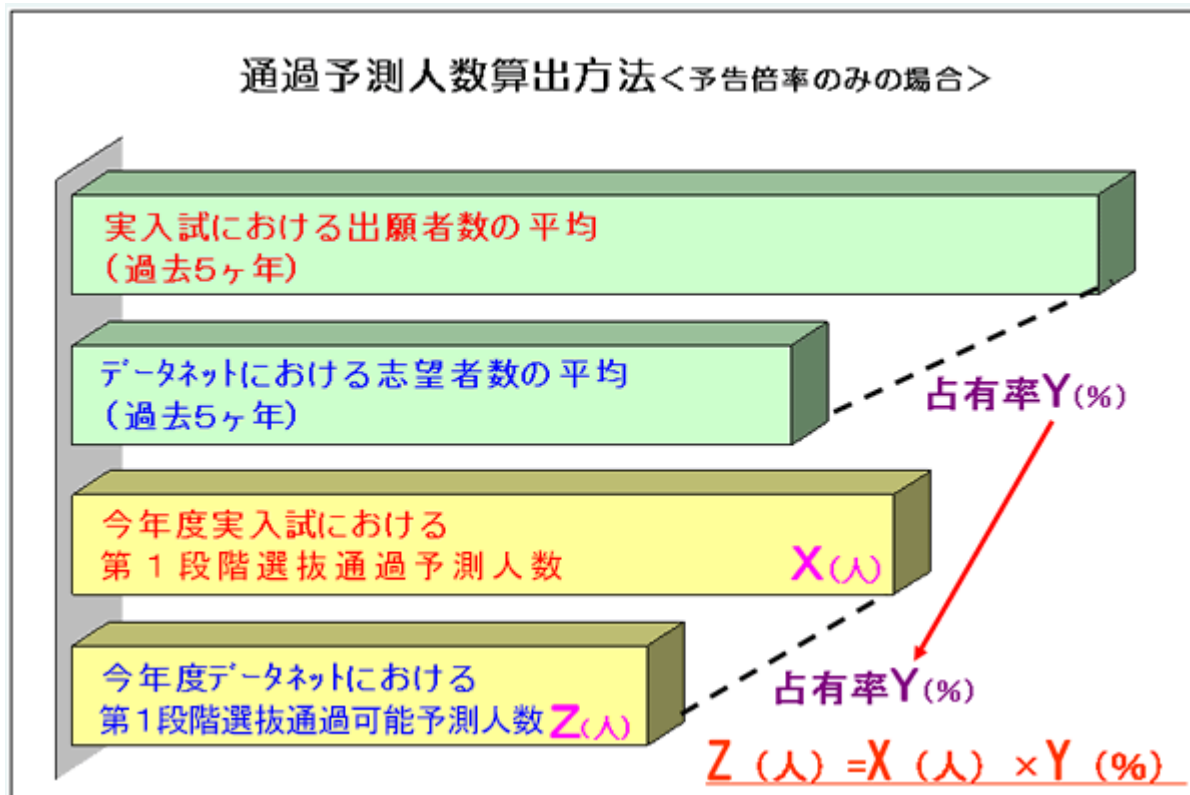 通過予測人数算出方法<予告倍率のみの場合>
実入試における出願者数の平均
(過去5ヶ年)
データネットにおける志望者数の平均
(過去5ヶ年)
占有率Y(%)
今年度実入試における
第1段階選抜通過予測人数 X(人)
今年度データネットにおける
第1段階選抜通過可能予測人数 Z(人)
占有率Y(%)
Z(人)=X(人)×Y(%)